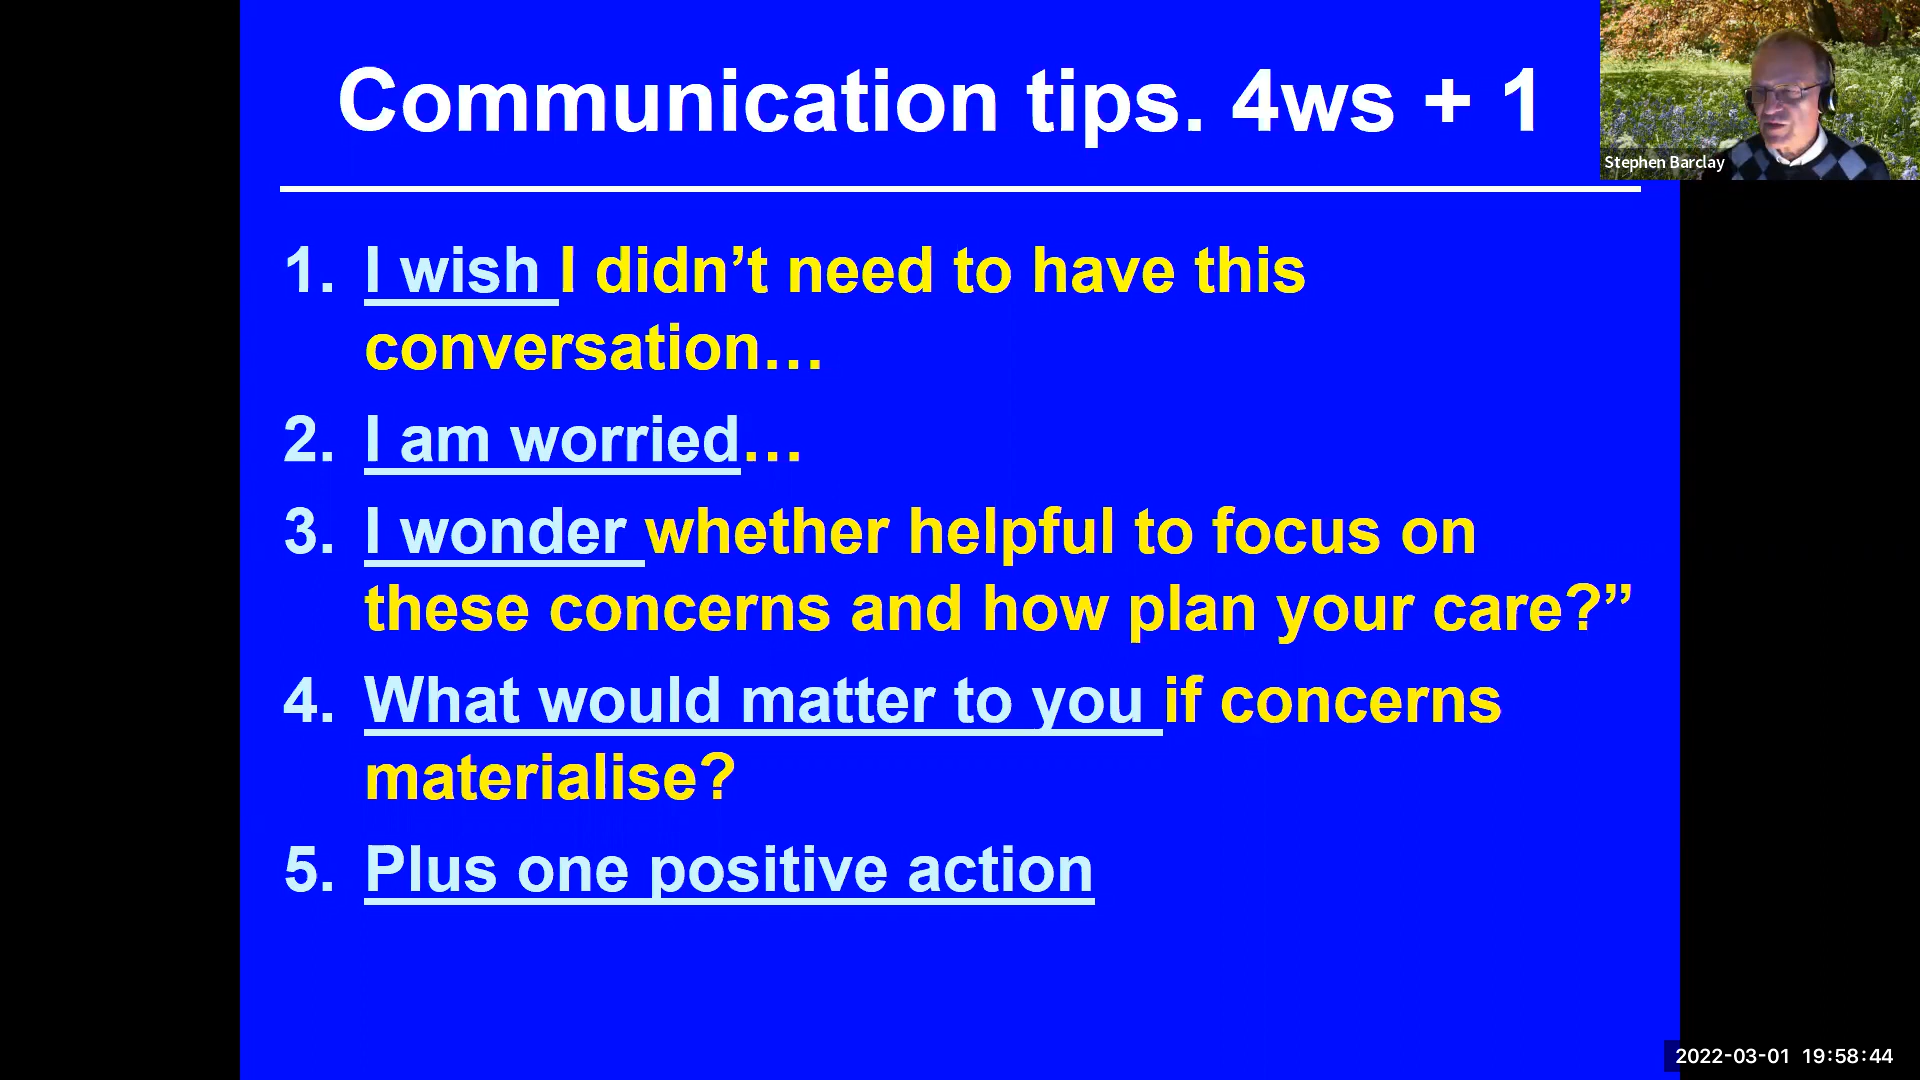 Communication tips. 4ws + 1
Stephen Barclay
1. I wish I didn’t need to have this
conversation…
2. I am worried…
3. I wonder whether helpful to focus on
these concerns and how plan your care?”
4. What would matter to you if concerns
materialise?
5. Plus one positive action
2022-03-01 19:58:44